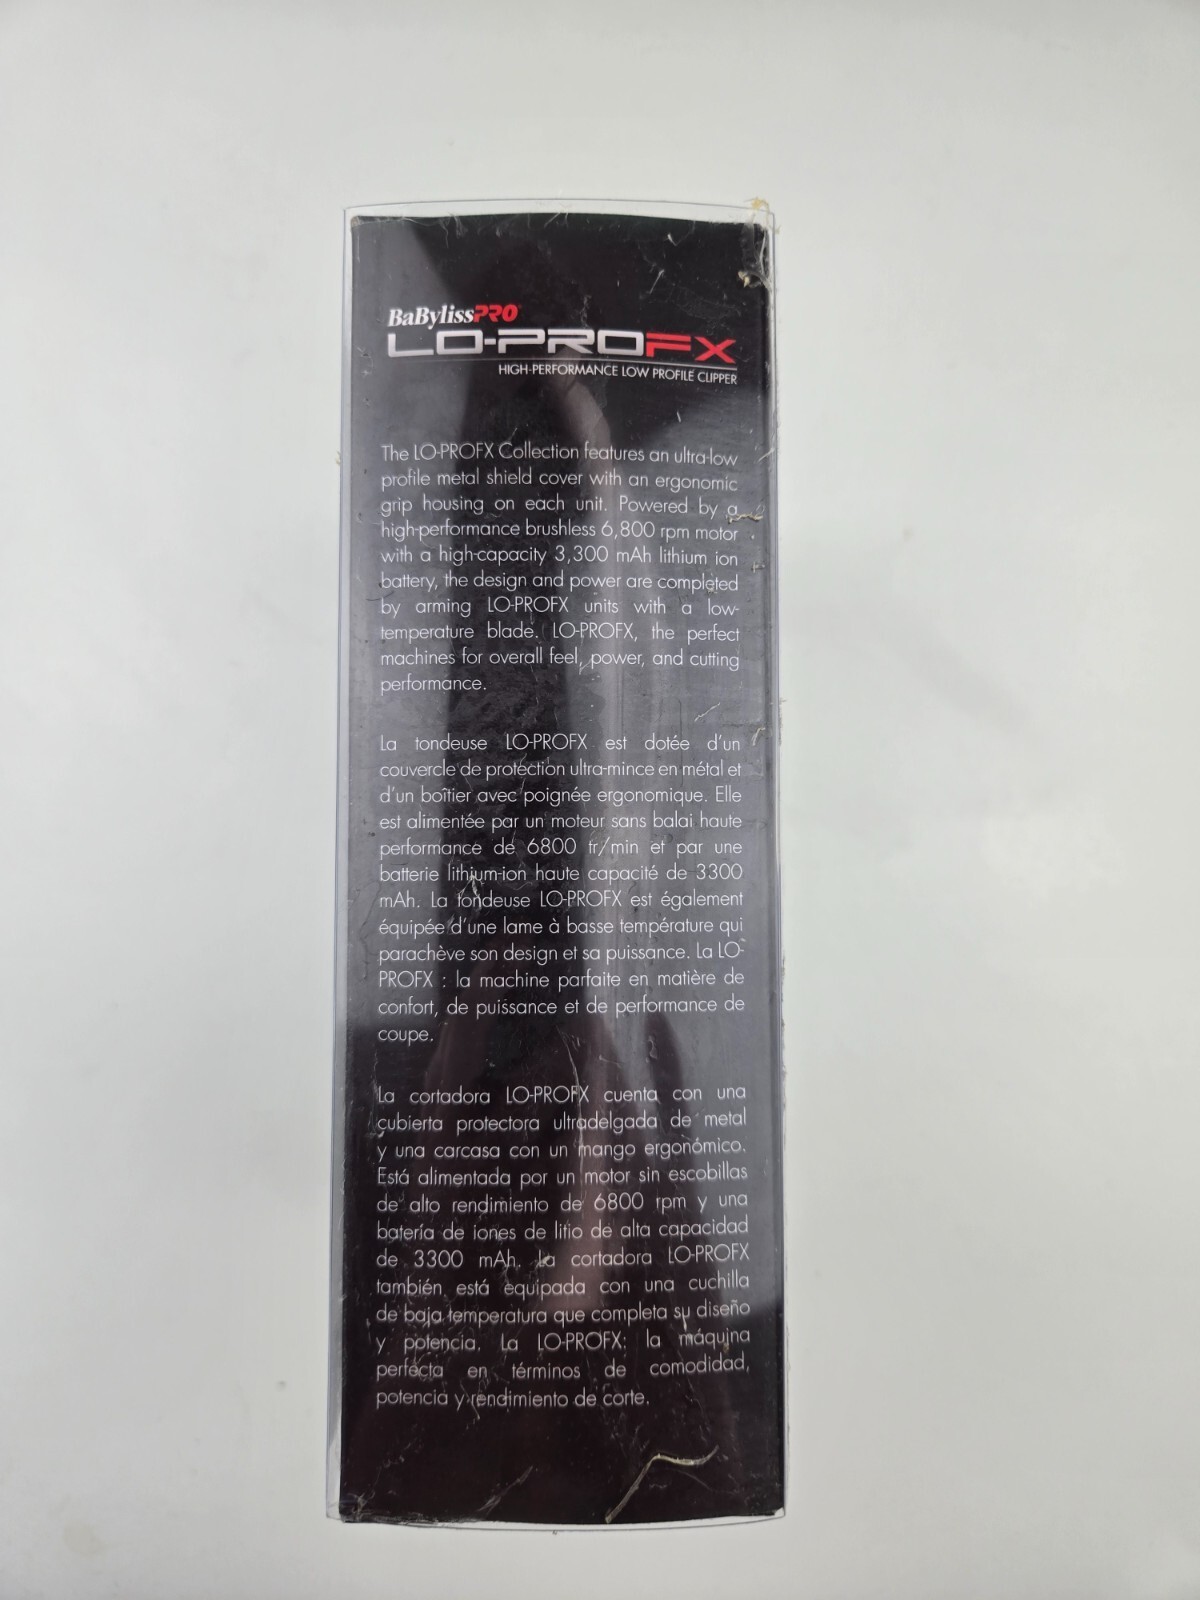 BaBylissPRO®
LO-PROFX
HIGH-PERFORMANCE LOW PROFILE CLIPPER
The LO-PROFX Collection features an ultra-low
profile metal shield cover with an ergonomic
grip housing on each unit. Powered by a
high-performance brushless 6,800 rpm motor
with a high-capacity 3,300 mAh lithium ion
battery, the design and power are completed
by arming LO-PROFX units with a low-
temperature blade. LO-PROFX, the perfect
machines for overall feel, power, and cutting
performance.
La tondeuse LO-PROFX est dotée d'un
couvercle de protection ultra-mince en métal et
d'un boîtier avec poignée ergonomique. Elle
est alimentée par un moteur sans balai haute
performance de 6800 tr/min et par une
batterie lithium-ion haute capacité de 3300
mAh. La tondeuse LO-PROFX est également
équipée d'une lame à basse température qui
parachève son design et sa puissance. La LO-
PROFX : la machine parfaite en matière de
confort, de puissance et de performance de
coupe.
La cortadora LO-PROFX cuenta con una
cubierta protectora ultradelgada de metal
y una carcasa con un mango ergonómico.
Está alimentada por un motor sin escobillas
de alto rendimiento de 6800 rpm y una
batería de iones de litio de alta capacidad
de 3300 mAh. La cortadora LO-PROFX
también está equipada con una cuchilla
de baja temperatura que completa su diseño
y potencia. La LO-PROFX: la máquina
perfecta en términos de comodidad,
potencia y rendimiento de corte.